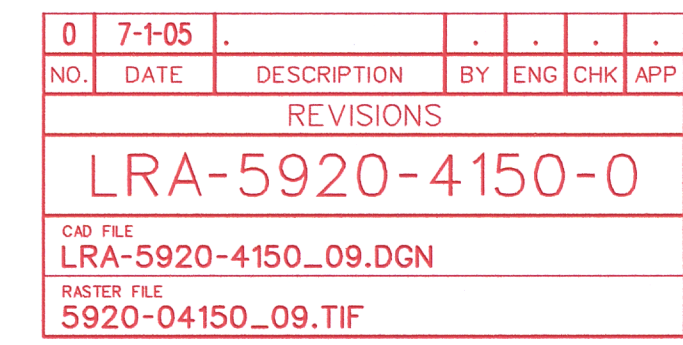 0 7-1-05 . . . . .
NO. DATE DESCRIPTION BY ENG CHK APP
REVISIONS
LRA-5920-4150-0
CAD FILE
LRA-5920-4150_09.DGN
RASTER FILE
5920-04150_09.TIF